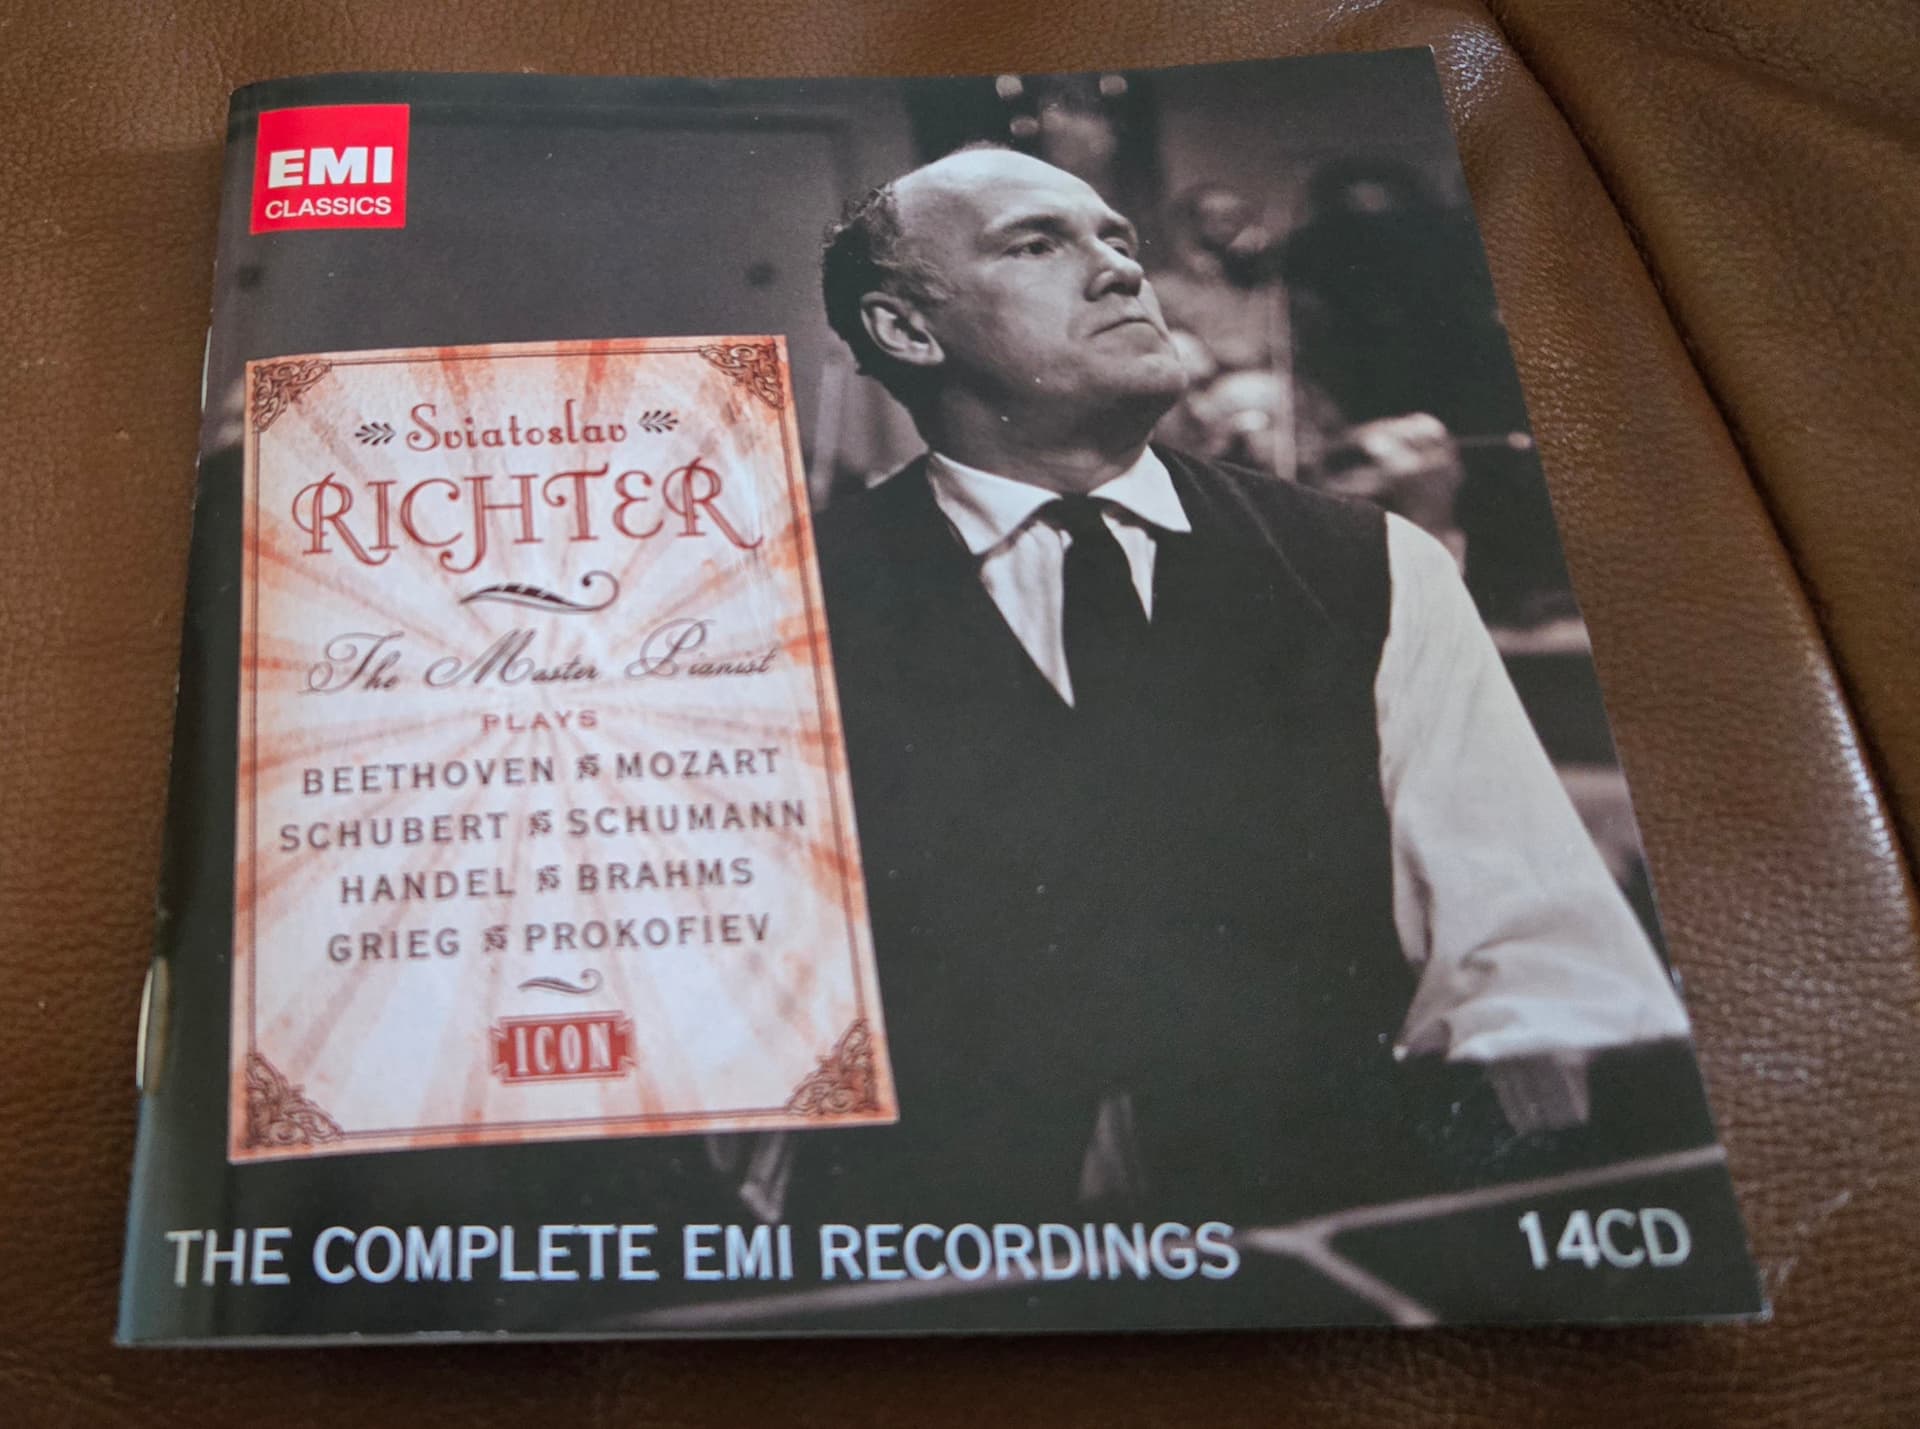 EMI
CLASSICS
Sviatoslav
RICHTER
The Master Pianist
PLAYS
BEETHOVEN & MOZART
SCHUBERT & SCHUMANN
HANDEL & BRAHMS
GRIEG & PROKOFIEV
ICON
THE COMPLETE EMI RECORDINGS
14CD